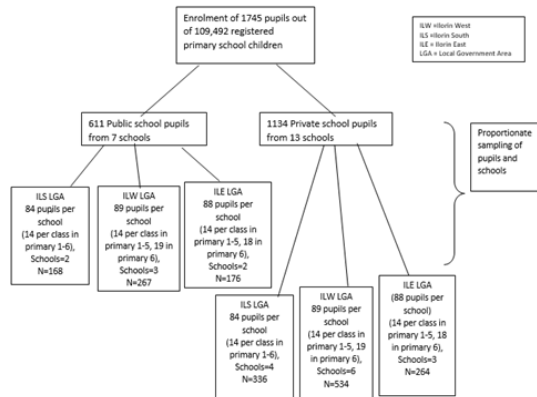 Enrolment of 1745 pupils out
of 109,492 registered
primary school children
ILW =Ilorin West
ILS =Ilorin South
ILE = Ilorin East
LGA = Local Government Area
611 Public school pupils
from 7 schools
1134 Private school pupils
from 13 schools
Proportionate
sampling of
pupils and
schools
ILS LGA
84 pupils per
school
(14 per class in
primary 1-6),
Schools=2
N=168
ILW LGA
89 pupils per
school
(14 per class in
primary 1-5, 19 in
primary 6),
Schools=3
N=267
ILE LGA
88 pupils per
school
(14 per class in
primary 1-5, 18 in
primary 6),
Schools=2
N=176
ILS LGA
84 pupils per
school
(14 per class in
primary 1-6),
Schools=4
N=336
ILW LGA
89 pupils per
school
(14 per class in
primary 1-5, 19
in primary 6),
Schools=6
N=534
ILE LGA
(88 pupils per
school)
(14 per class in
primary 1-5, 18
in primary 6),
Schools=3
N=264